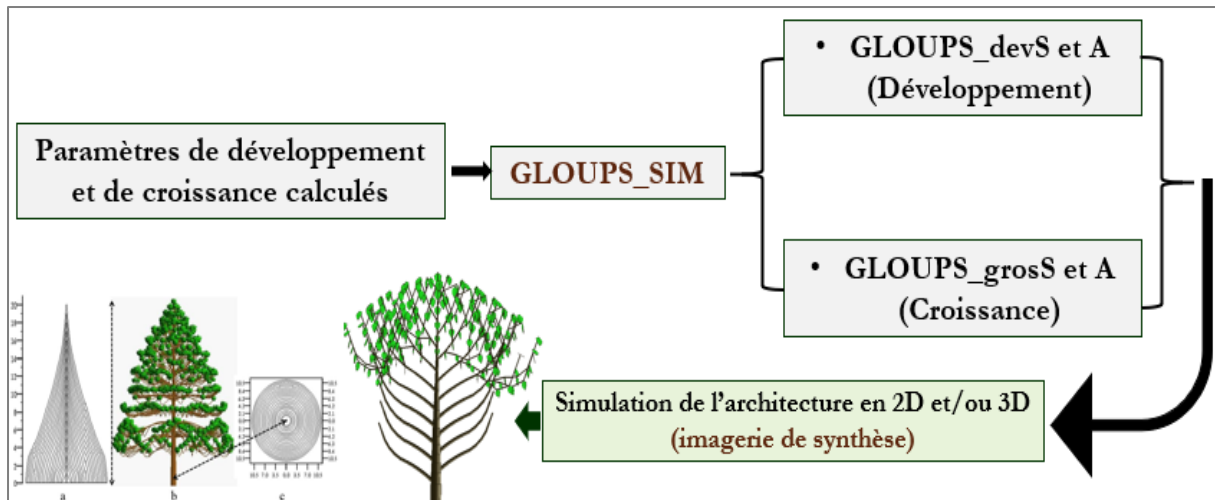 • GLOUPS_devS et A
(Développement)
Paramètres de développement
et de croissance calculés
GLOUPS_SIM
• GLOUPS_grosS et A
(Croissance)
Simulation de l'architecture en 2D et/ou 3D
(imagerie de synthèse)
a
b
c